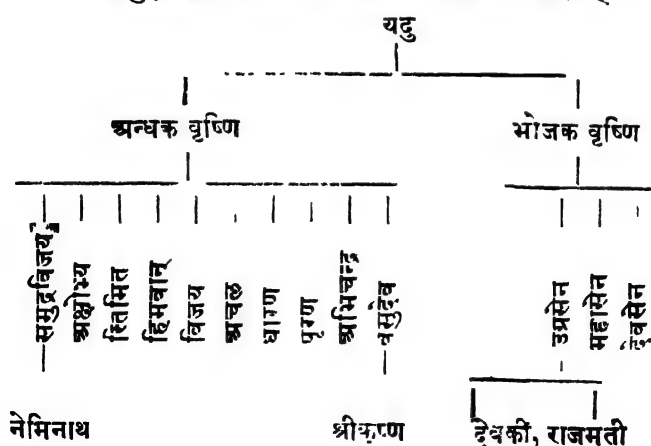 यदु
अन्धक वृष्णि भोजक वृष्णि
समुद्रविजय
अक्षोभ्य
स्तिमित
हिमवान्
विजय
अचल
धारण
पूरण
अभिचन्द्र
वसुदेव
उग्रसेन
महासेन
देवसेन
नेमिनाथ श्रीकृष्ण देवकी, राजमती